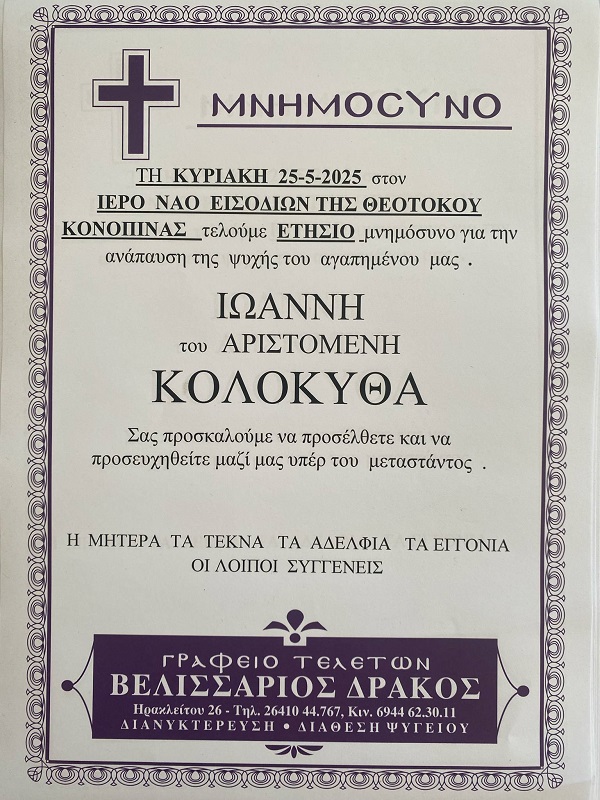 ΜΝΗΜΟСΥΝΟ
ΤΗ ΚΥΡΙΑΚΗ 25-5-2025 στον
ΙΕΡΟ ΝΑΟ ΕΙΣΟΔΙΩΝ ΤΗΣ ΘΕΟΤΟΚΟΥ
ΚΟΝΟΠΙΝΑΣ τελούμε ΕΤΗΣΙΟ μνημόσυνο για την
ανάπαυση της ψυχής του αγαπημένου μας .
ΙΩΑΝΝΗ
του ΑΡΙΣΤΟΜΕΝΗ
ΚΟΛΟΚΥΘΑ
Σας προσκαλούμε να προσέλθετε και να
προσευχηθείτε μαζί μας υπέρ του μεταστάντος .
Η ΜΗΤΕΡΑ ΤΑ ΤΕΚΝΑ ΤΑ ΑΔΕΛΦΙΑ ΤΑ ΕΓΓΟΝΙΑ
ΟΙ ΛΟΙΠΟΙ ΣΥΓΓΕΝΕΙΣ
ΓΡΑΦΕΙΟ ΤΕΛΕΤΩΝ
ΒΕΛΙΣΣΑΡΙΟΣ ΔΡΑΚΟΣ
Ηρακλείτου 26 - Τηλ. 26410 44.767, Κιν. 6944 62.30.11
ΔΙΑΝΥΚΤΕΡΕΥΣΗ • ΔΙΑΘΕΣΗ ΨΥΓΕΙΟΥ